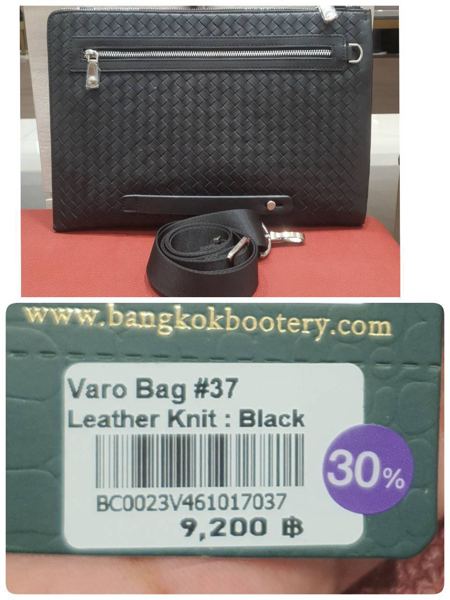 www.bangkokbootery.com
Varo Bag #37
Leather Knit : Black
30%
BC0023V461017037
9,200 ฿